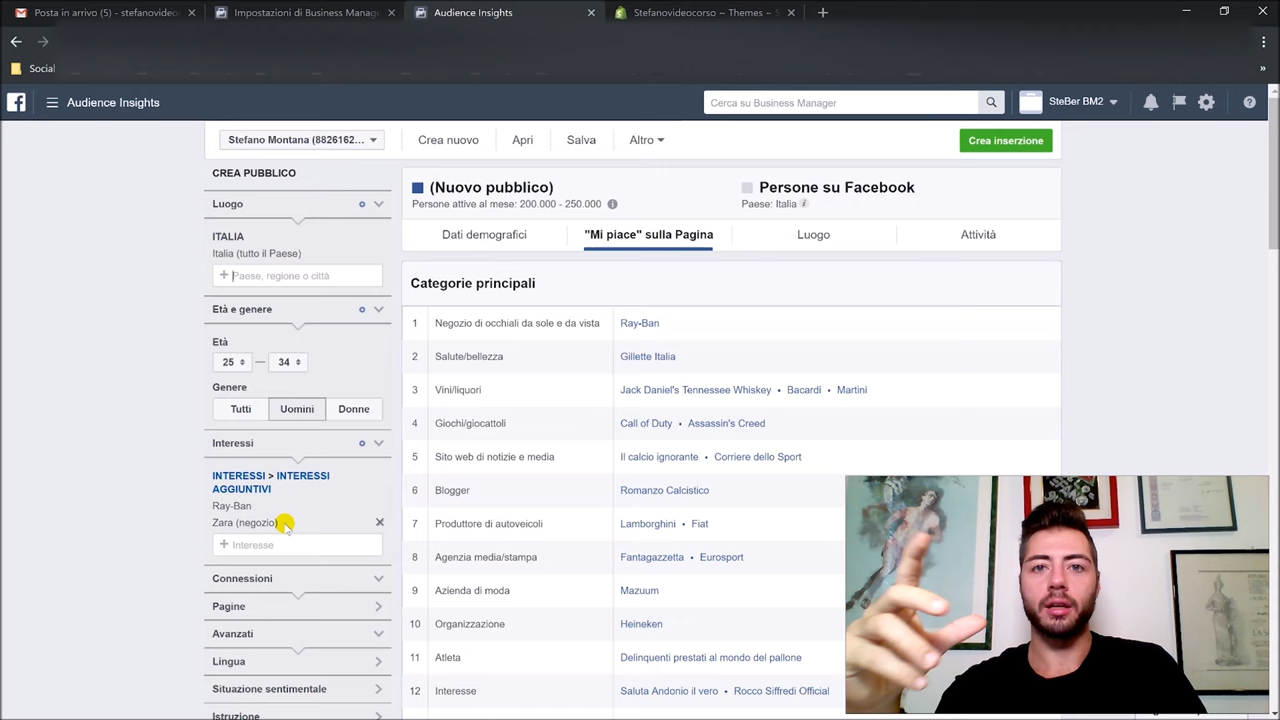 Posta in arrivo (5) - stefanovideoc
Impostazioni di Business Manage
Audience Insights
Stefanovideocorso ~ Themes ~ S
Social
Audience Insights
Cerca su Business Manager
SteBer BM2
Stefano Montana (8826162...
Crea nuovo
Apri
Salva
Altro
Crea inserzione
CREA PUBBLICO
Luogo
ITALIA
Italia (tutto il Paese)
Paese, regione o città
Età e genere
Età
25 — 34
Genere
Tutti
Uomini
Donne
Interessi
INTERESSI > INTERESSI
AGGIUNTIVI
Ray-Ban
Zara (negozio)
Interesse
Connessioni
Pagine
Avanzati
Lingua
Situazione sentimentale
Istruzione
(Nuovo pubblico)
Persone attive al mese: 200.000 - 250.000
Persone su Facebook
Paese: Italia
Dati demografici
"Mi piace" sulla Pagina
Luogo
Attività
Categorie principali
1 Negozio di occhiali da sole e da vista Ray-Ban
2 Salute/bellezza Gillette Italia
3 Vini/liquori Jack Daniel's Tennessee Whiskey • Bacardi • Martini
4 Giochi/giocattoli Call of Duty • Assassin's Creed
5 Sito web di notizie e media Il calcio ignorante • Corriere dello Sport
6 Blogger Romanzo Calcistico
7 Produttore di autoveicoli Lamborghini • Fiat
8 Agenzia media/stampa Fantagazzetta • Eurosport
9 Azienda di moda Mazuum
10 Organizzazione Heineken
11 Atleta Delinquenti prestati al mondo del pallone
12 Interesse Saluta Andonio il vero • Rocco Siffredi Official